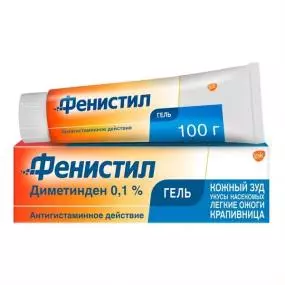 Фенистил
ГЕЛЬ
Антигистаминное действие
100 г
Фенистил
Диметинден 0,1 %
Антигистаминное действие
ГЕЛЬ
КОЖНЫЙ ЗУД
УКУСЫ НАСЕКОМЫХ
ЛЕГКИЕ ОЖОГИ
КРАПИВНИЦА